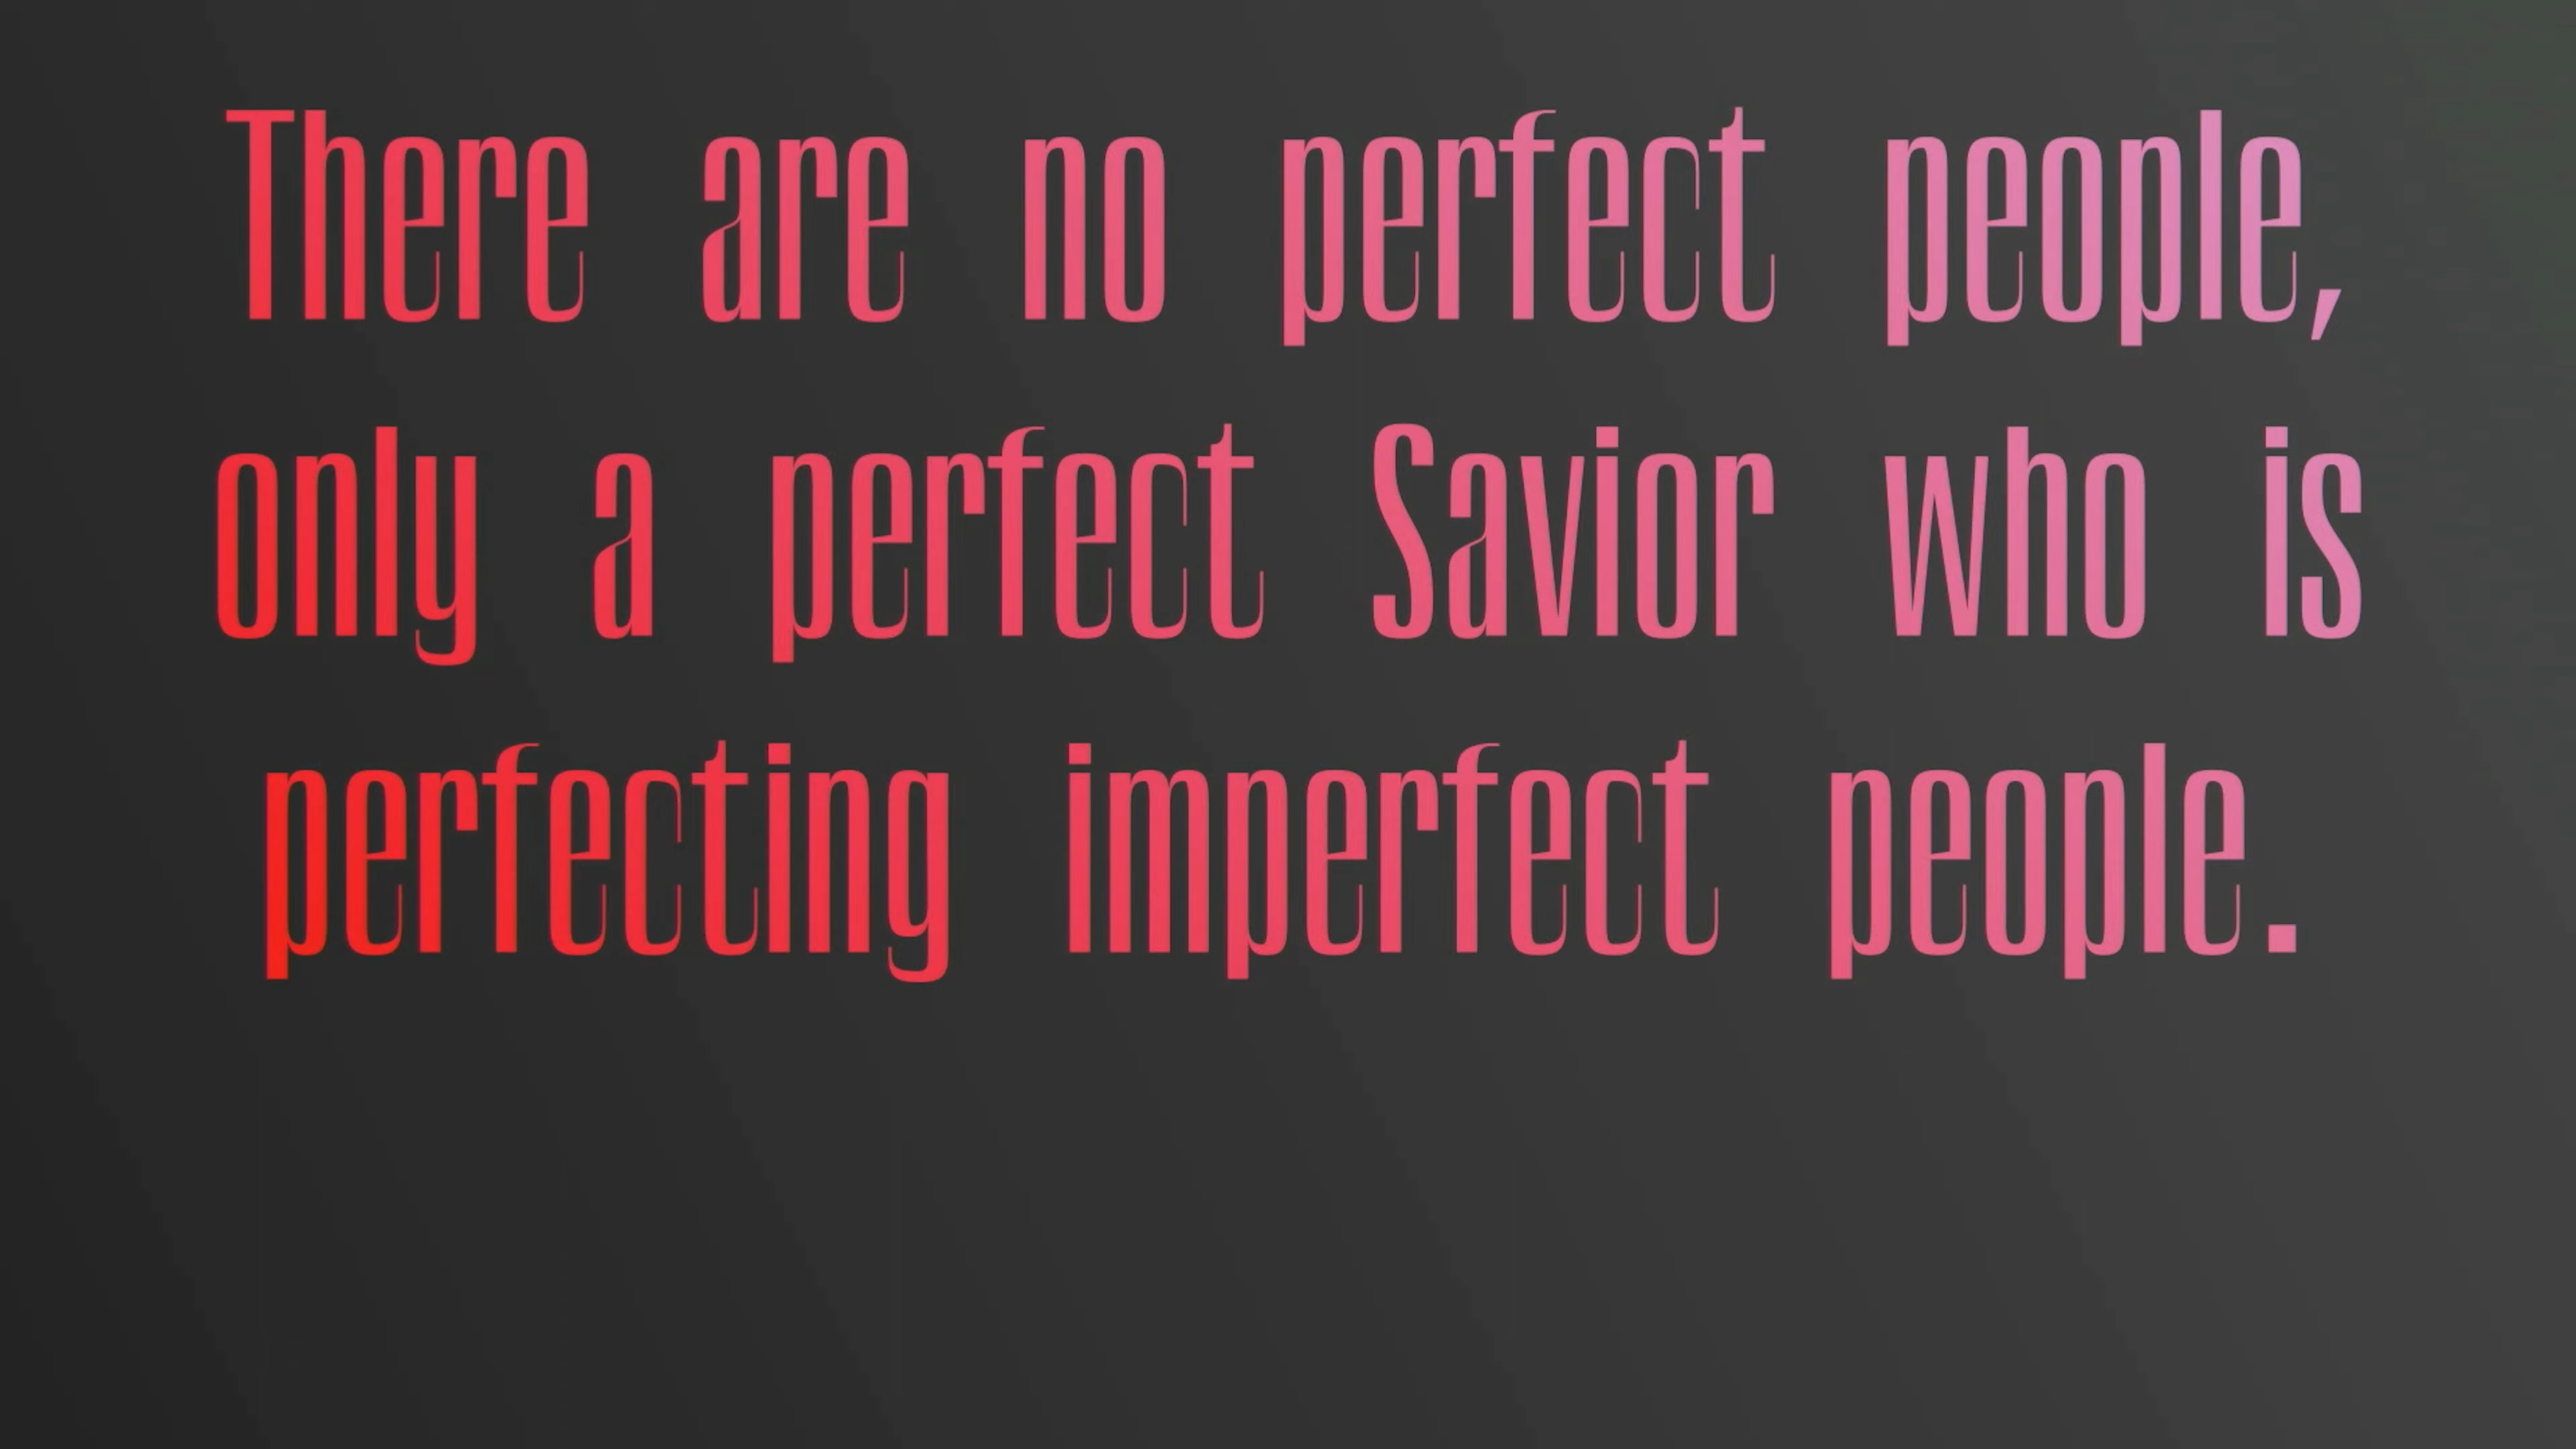 There are no perfect people,
only a perfect Savior who is
perfecting imperfect people.